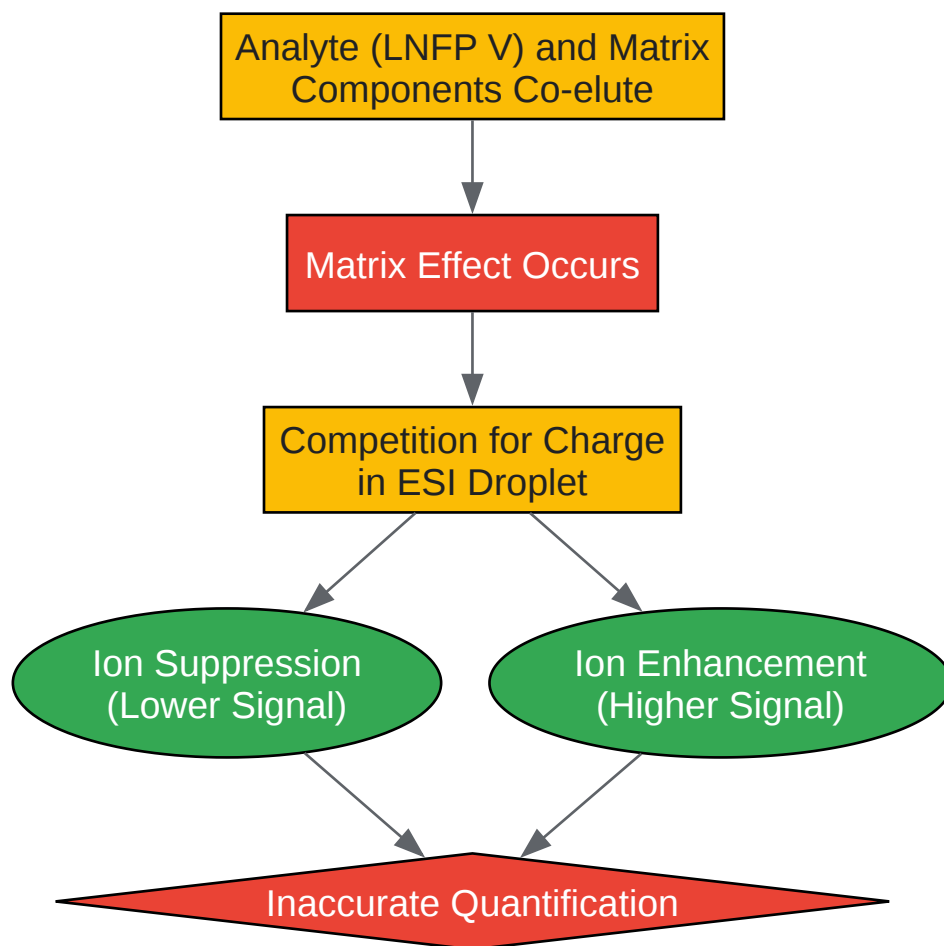 Analyte (LNFP V) and Matrix
Components Co-elute
Matrix Effect Occurs
Competition for Charge
in ESI Droplet
Ion Suppression
(Lower Signal)
Ion Enhancement
(Higher Signal)
Inaccurate Quantification